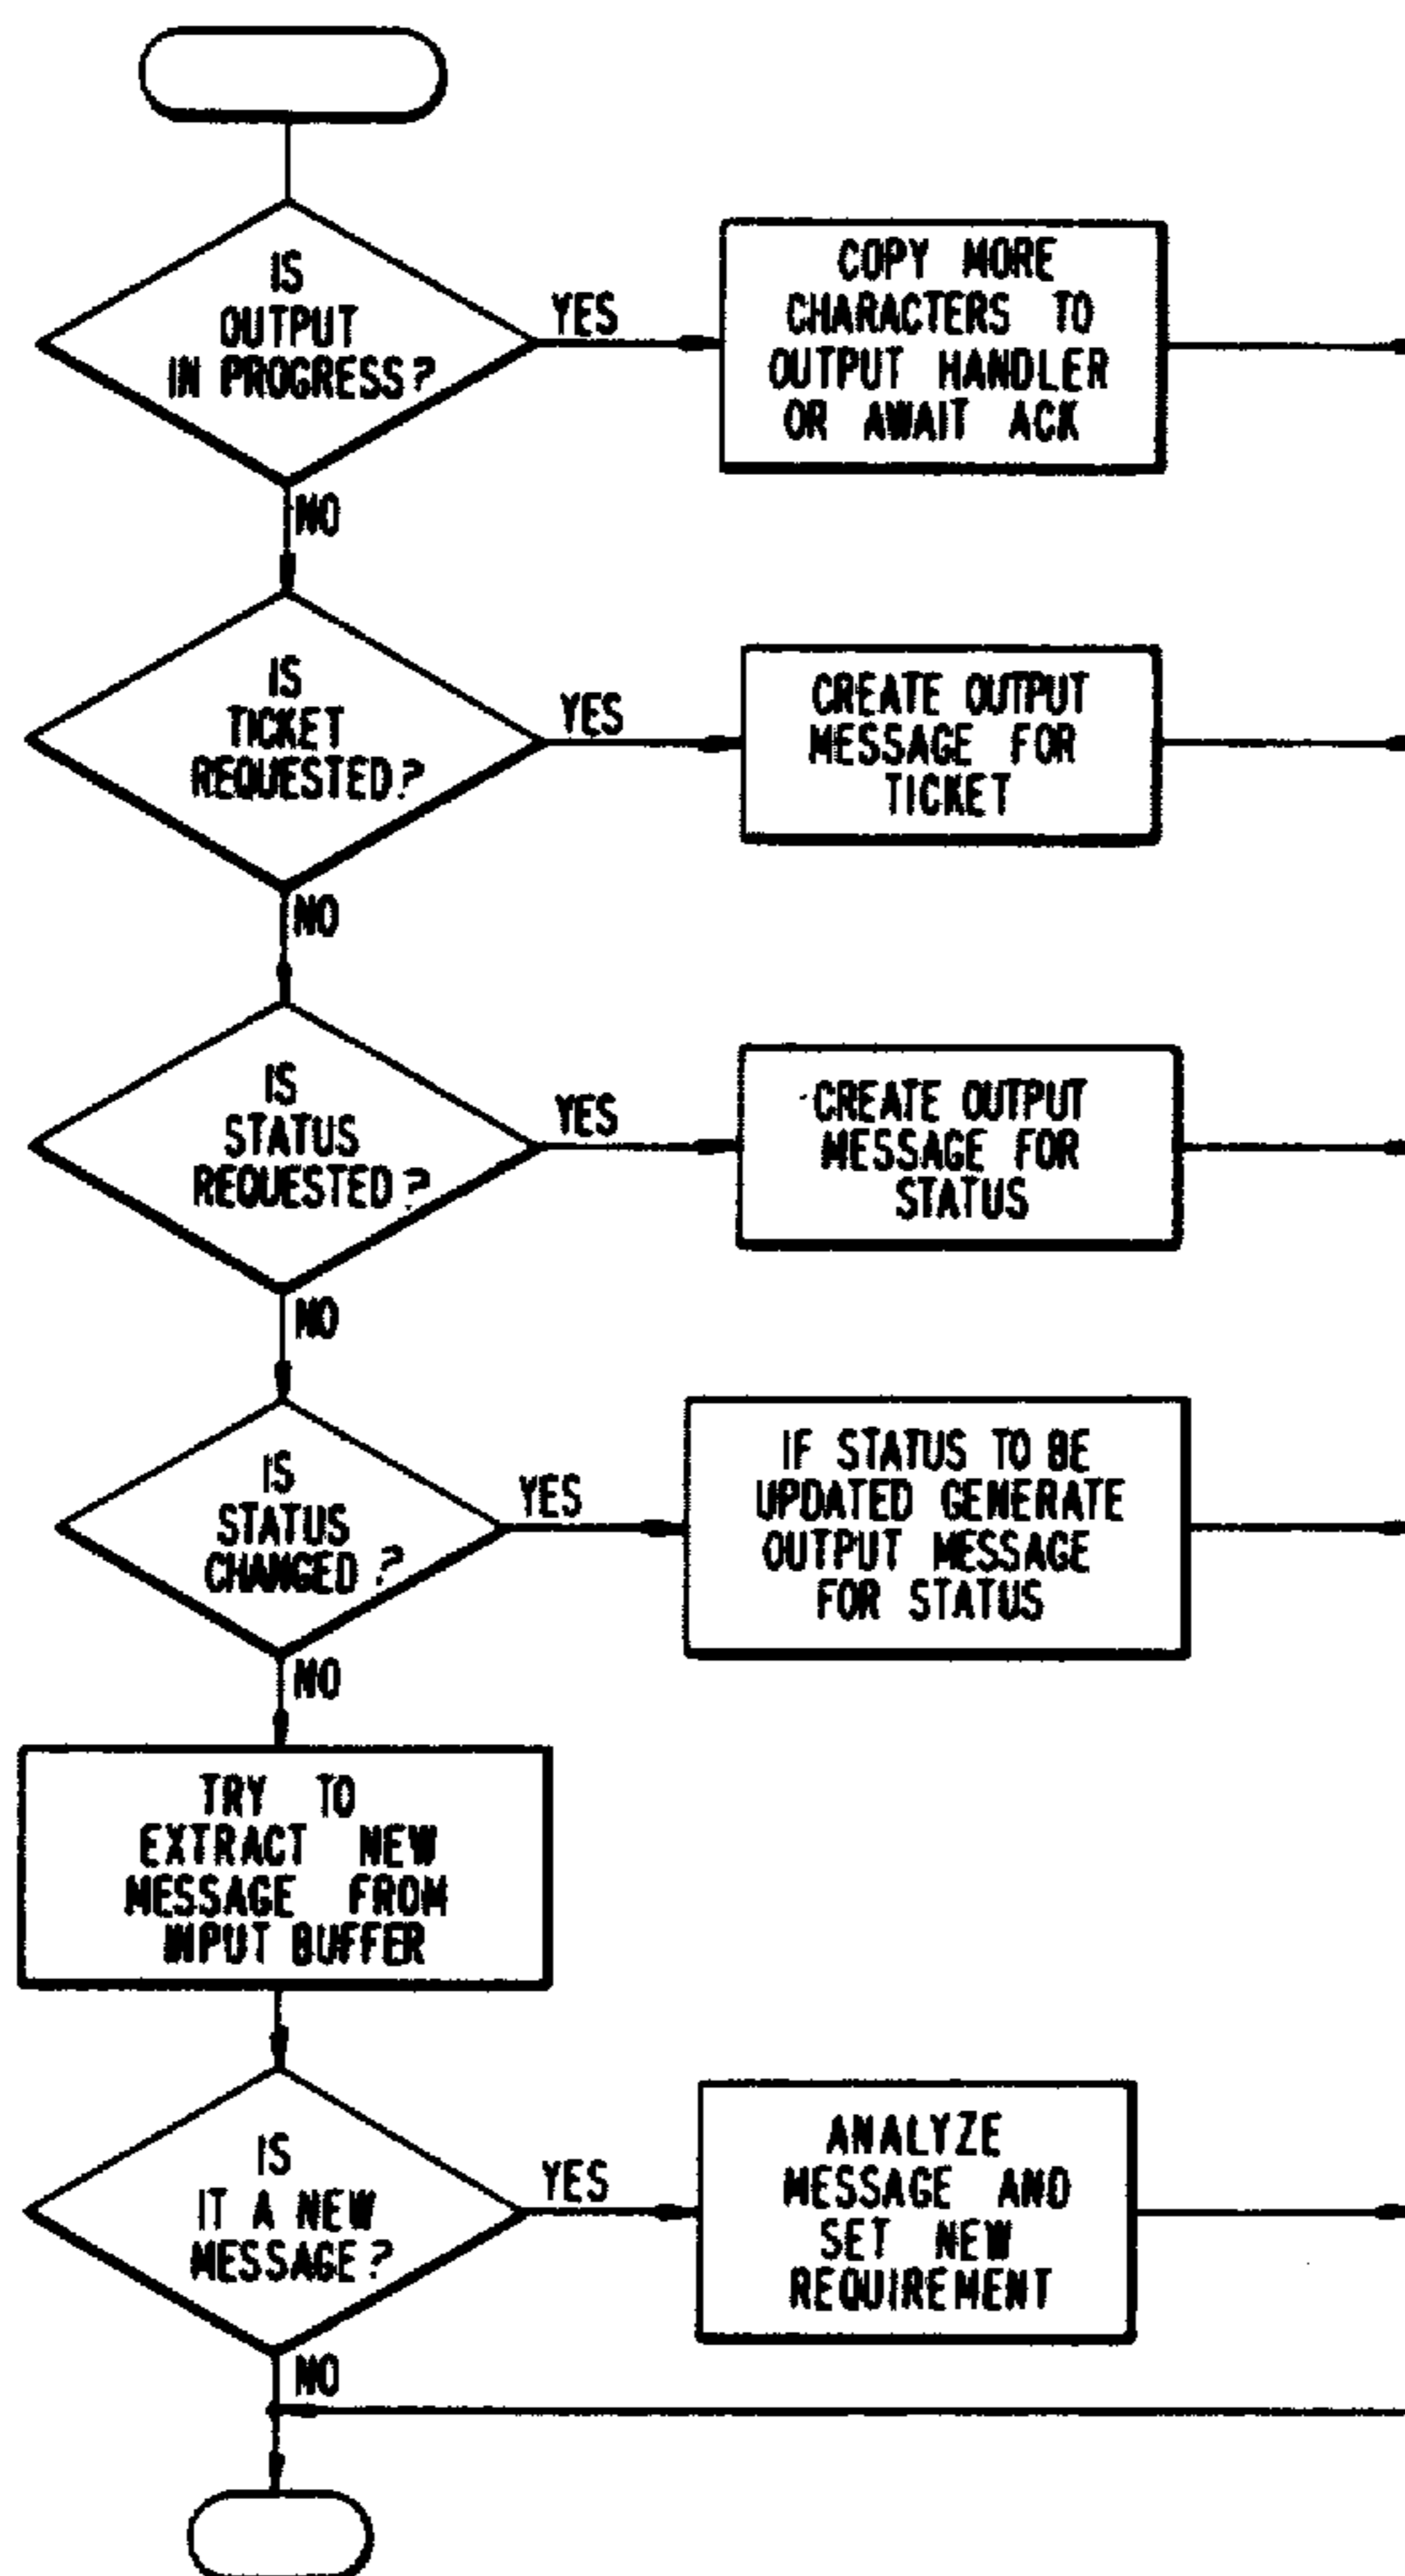 IS
OUTPUT
IN PROGRESS?
YES
COPY MORE
CHARACTERS TO
OUTPUT HANDLER
OR AWAIT ACK
NO
IS
TICKET
REQUESTED?
YES
CREATE OUTPUT
MESSAGE FOR
TICKET
NO
IS
STATUS
REQUESTED?
YES
CREATE OUTPUT
MESSAGE FOR
STATUS
NO
IS
STATUS
CHANGED?
YES
IF STATUS TO BE
UPDATED GENERATE
OUTPUT MESSAGE
FOR STATUS
NO
TRY TO
EXTRACT NEW
MESSAGE FROM
INPUT BUFFER
IS
IT A NEW
MESSAGE?
YES
ANALYZE
MESSAGE AND
SET NEW
REQUIREMENT
NO